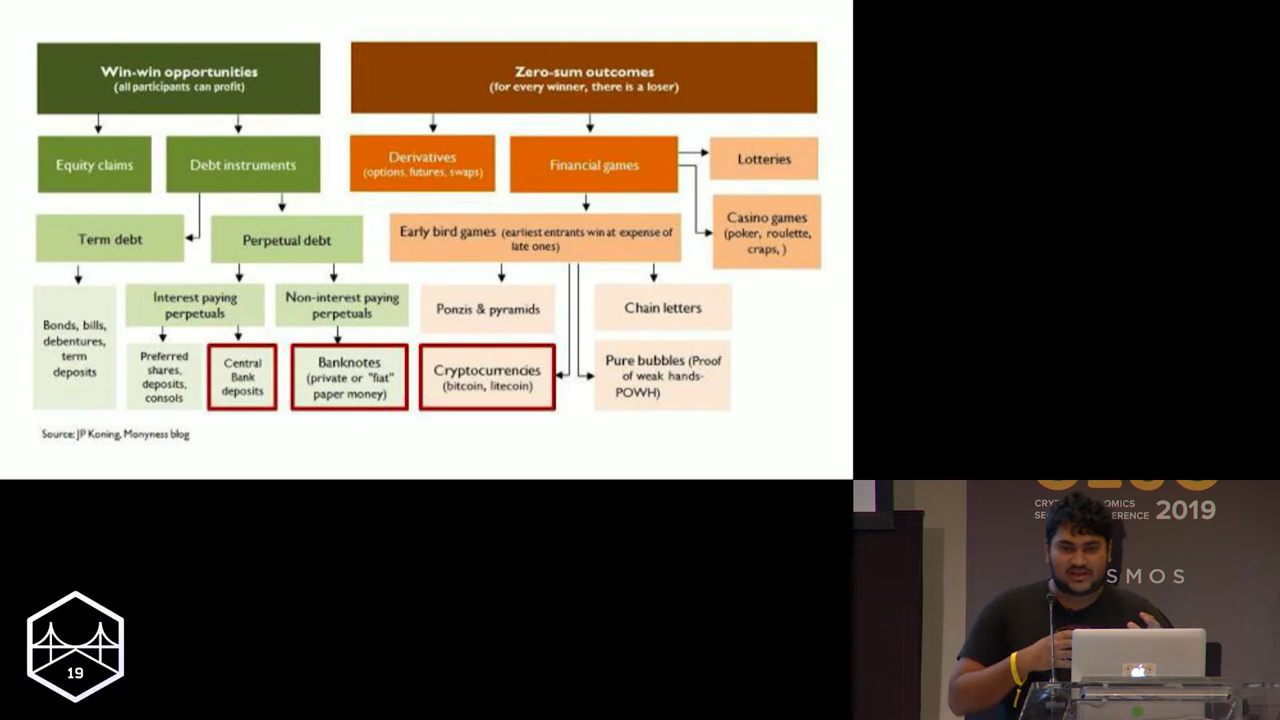 Win-win opportunities
(all participants can profit)
Zero-sum outcomes
(for every winner, there is a loser)
Equity claims
Debt instruments
Derivatives
(options, futures, swaps)
Financial games
Lotteries
Term debt
Perpetual debt
Early bird games (earliest entrants win at expense of
late ones)
Casino games
(poker, roulette,
craps, )
Bonds, bills,
debentures,
term
deposits
Interest paying
perpetuals
Non-interest paying
perpetuals
Ponzis & pyramids
Chain letters
Preferred
shares,
deposits,
consols
Central
Bank
deposits
Banknotes
(private or "fiat"
paper money)
Cryptocurrencies
(bitcoin, litecoin)
Pure bubbles (Proof
of weak hands-
POWH)
Source: JP Koning, Monyness blog
2019
SMOS
19